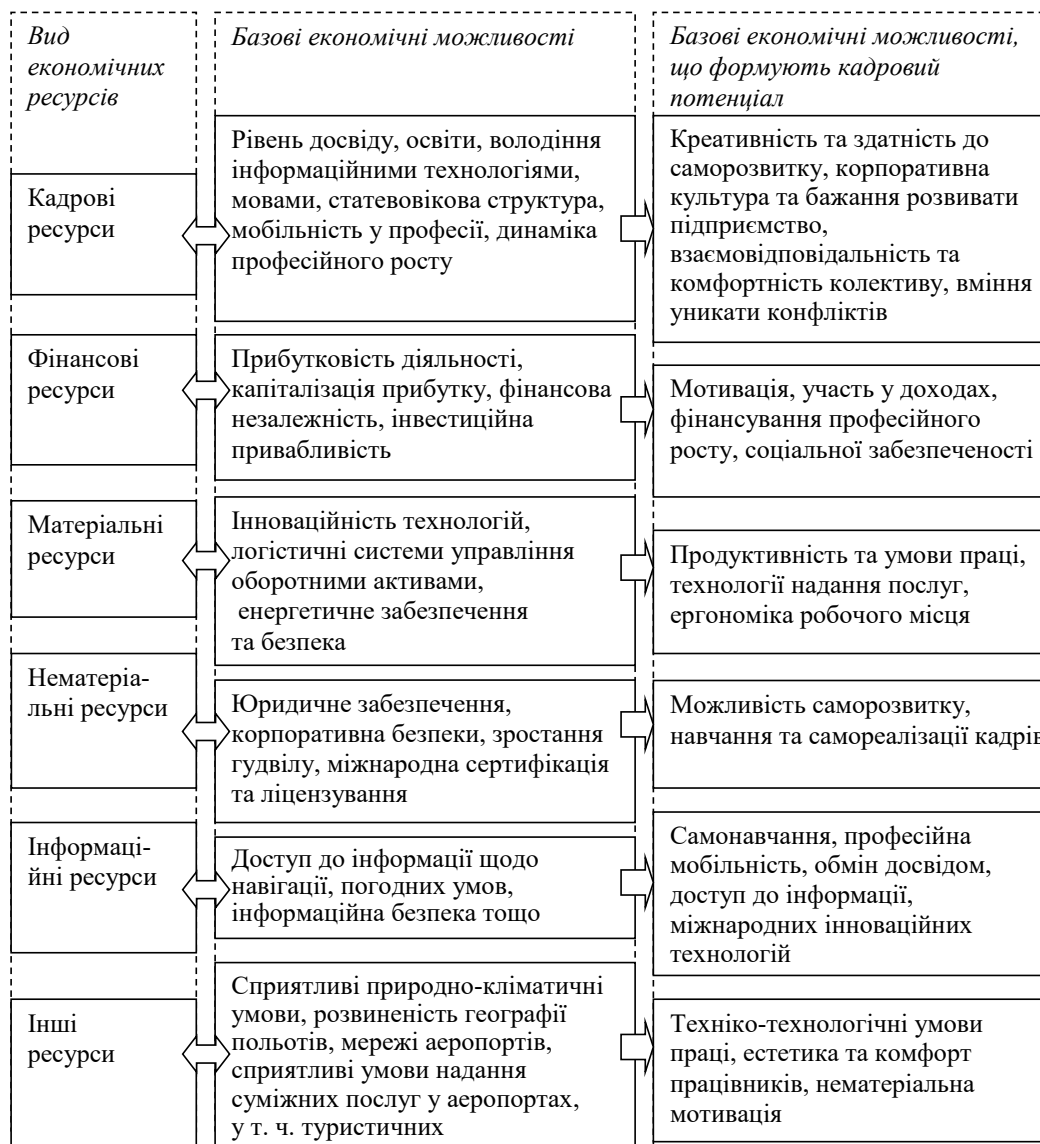 Вид
економічних
ресурсів
Базові економічні можливості
Базові економічні можливості,
що формують кадровий
потенціал
Кадрові
ресурси
Рівень досвіду, освіти, володіння
інформаційними технологіями,
мовами, статевовікова структура,
мобільність у професії, динаміка
професійного росту
Креативність та здатність до
саморозвитку, корпоративна
культура та бажання розвивати
підприємство,
взаємовідповідальність та
комфортність колективу, вміння
уникати конфліктів
Фінансові
ресурси
Прибутковість діяльності,
капіталізація прибутку, фінансова
незалежність, інвестиційна
привабливість
Мотивація, участь у доходах,
фінансування професійного
росту, соціальної забезпеченості
Матеріальні
ресурси
Інноваційність технологій,
логістичні системи управління
оборотними активами,
енергетичне забезпечення
та безпека
Продуктивність та умови праці,
технології надання послуг,
ергономіка робочого місця
Нематеріа-
льні ресурси
Юридичне забезпечення,
корпоративна безпеки, зростання
гудвілу, міжнародна сертифікація
та ліцензування
Можливість саморозвитку,
навчання та самореалізації кадрів
Інформаці-
йні ресурси
Доступ до інформації щодо
навігації, погодних умов,
інформаційна безпека тощо
Самонавчання, професійна
мобільність, обмін досвідом,
доступ до інформації,
міжнародних інноваційних
технологій
Інші
ресурси
Сприятливі природно-кліматичні
умови, розвиненість географії
польотів, мережі аеропортів,
сприятливі умови надання
суміжних послуг у аеропортах,
у т. ч. туристичних
Техніко-технологічні умови
праці, естетика та комфорт
працівників, нематеріальна
мотивація